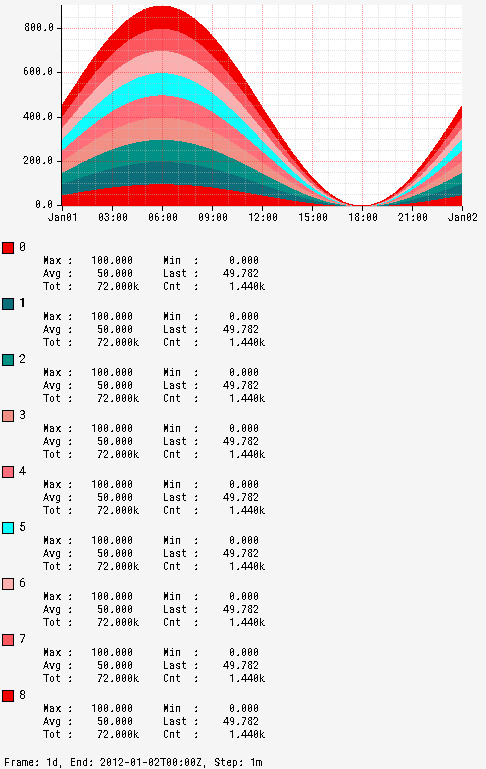 800.0
600.0
400.0
200.0
0.0
Jan01 03:00 06:00 09:00 12:00 15:00 18:00 21:00 Jan02
0
Max : 100.000 Min : 0.000
Avg : 50.000 Last : 49.782
Tot : 72.000k Cnt : 1.440k
1
Max : 100.000 Min : 0.000
Avg : 50.000 Last : 49.782
Tot : 72.000k Cnt : 1.440k
2
Max : 100.000 Min : 0.000
Avg : 50.000 Last : 49.782
Tot : 72.000k Cnt : 1.440k
3
Max : 100.000 Min : 0.000
Avg : 50.000 Last : 49.782
Tot : 72.000k Cnt : 1.440k
4
Max : 100.000 Min : 0.000
Avg : 50.000 Last : 49.782
Tot : 72.000k Cnt : 1.440k
5
Max : 100.000 Min : 0.000
Avg : 50.000 Last : 49.782
Tot : 72.000k Cnt : 1.440k
6
Max : 100.000 Min : 0.000
Avg : 50.000 Last : 49.782
Tot : 72.000k Cnt : 1.440k
7
Max : 100.000 Min : 0.000
Avg : 50.000 Last : 49.782
Tot : 72.000k Cnt : 1.440k
8
Max : 100.000 Min : 0.000
Avg : 50.000 Last : 49.782
Tot : 72.000k Cnt : 1.440k
Frame: 1d, End: 2012-01-02T00:00Z, Step: 1m